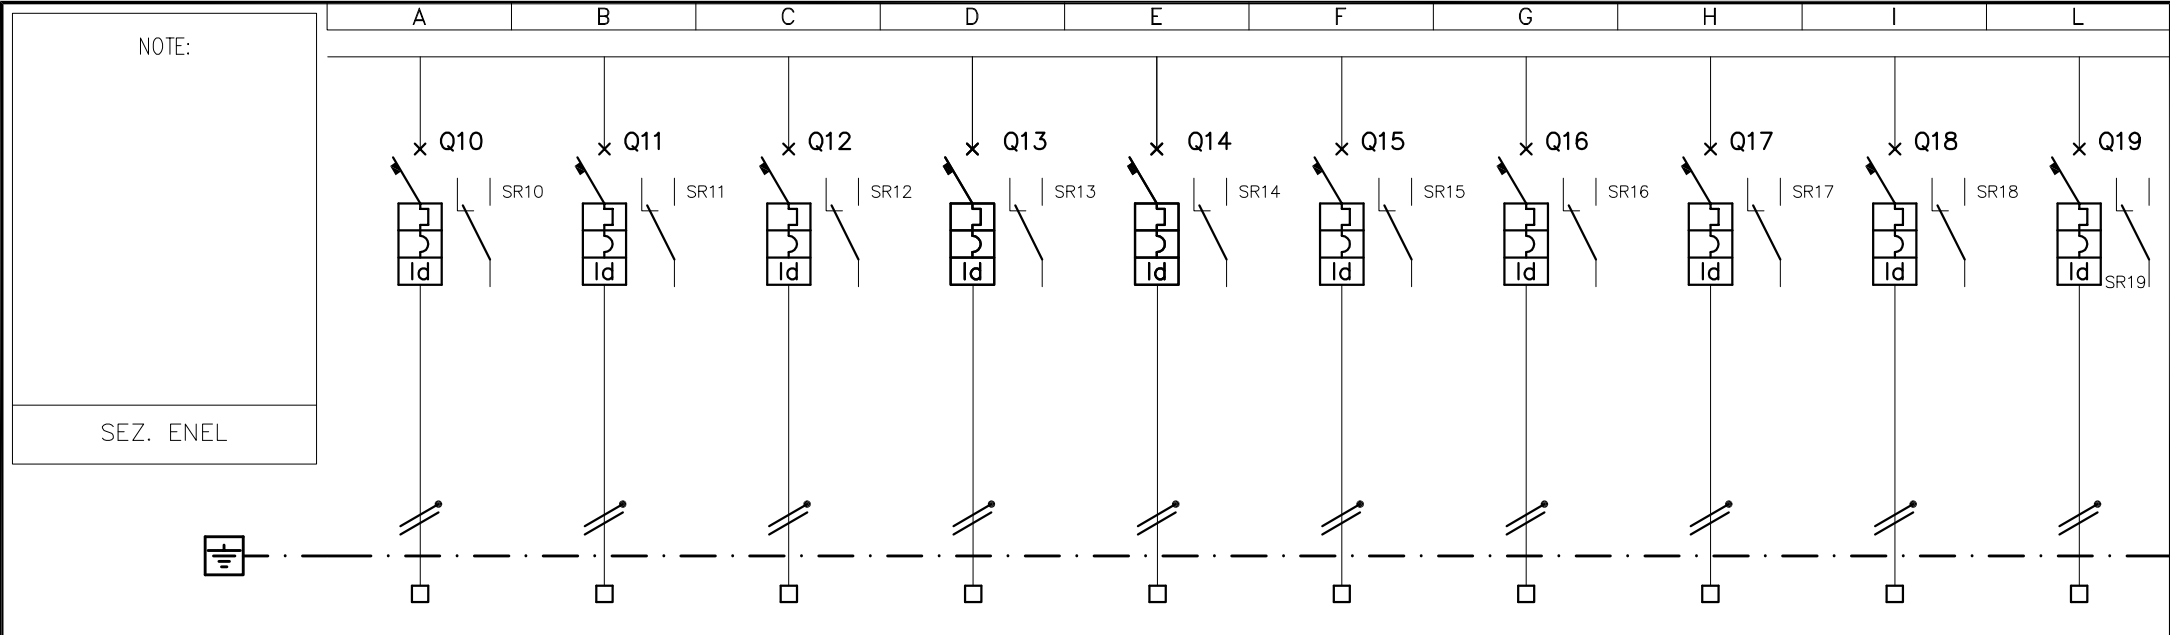 A B C D E F G H I L
NOTE:
Q10 Q11 Q12 Q13 Q14 Q15 Q16 Q17 Q18 Q19
SR10 SR11 SR12 SR13 SR14 SR15 SR16 SR17 SR18
Id Id Id Id Id Id Id Id Id Id
SR19
SEZ. ENEL